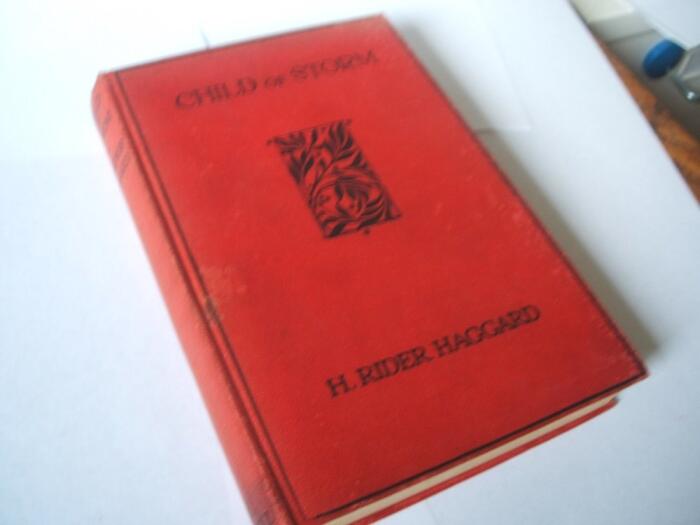 CHILD OF STORM
H. RIDER HAGGARD